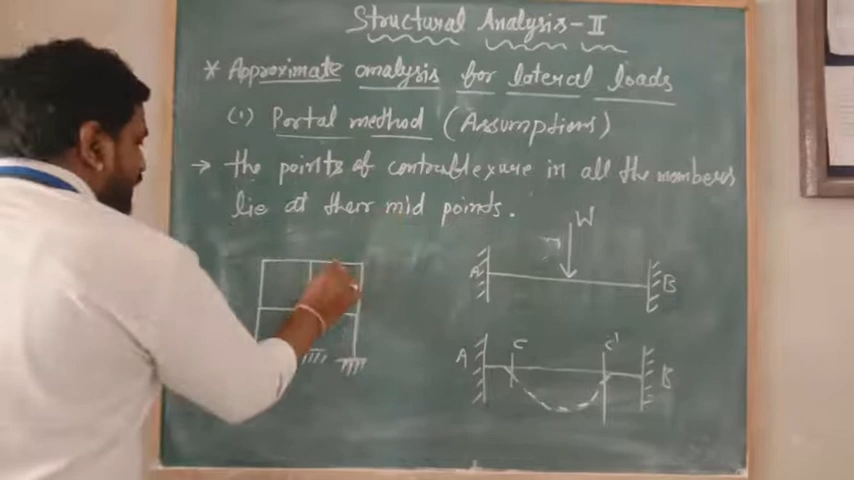 Structural Analysis-II
* Approximate analysis for lateral loads
(1) Portal method (Assumptions)
→ the points of contraflexure in all the members
lie at their mid points.
W
A B
A C C' B